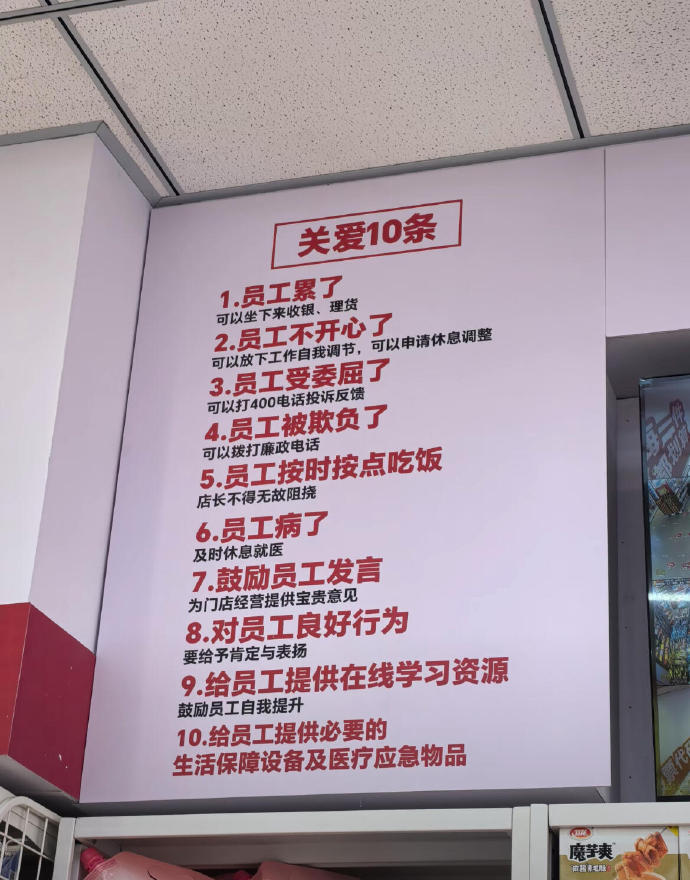 关爱10条
1.员工累了
可以坐下来收银、理货
2.员工不开心了
可以放下工作自我调节，可以申请休息调整
3.员工受委屈了
可以打400电话投诉反馈
4.员工被欺负了
可以拨打廉政电话
5.员工按时按点吃饭
店长不得无故阻挠
6.员工病了
及时休息就医
7.鼓励员工发言
为门店经营提供宝贵意见
8.对员工良好行为
要给予肯定与表扬
9.给员工提供在线学习资源
鼓励员工自我提升
10.给员工提供必要的
生活保障设备及医疗应急物品
魔芋爽